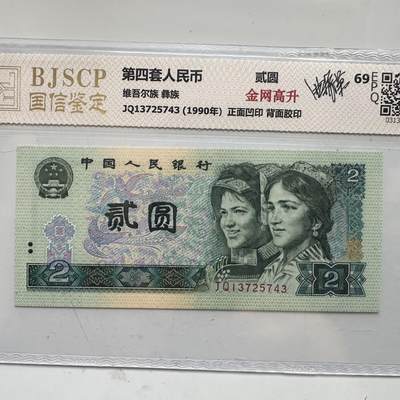 BJSCP
国信鉴定
第四套人民币
贰圆
维吾尔族 彝族
金网高升
JQ13725743 (1990年) 正面凹印 背面胶印
69
EPQ
0313
中国人民银行
2
贰圆
2
JQ13725743
2